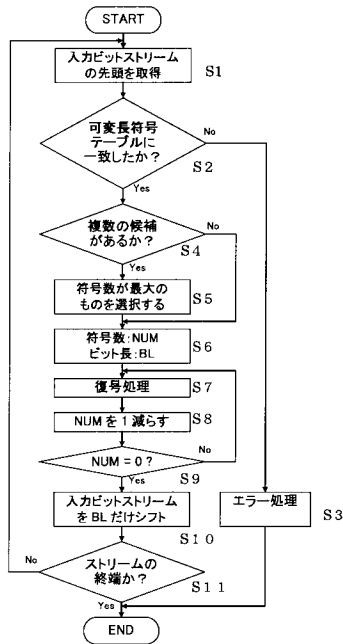 START
入力ビットストリーム
の先頭を取得
S1
可変長符号
テーブルに
一致したか？
No
S2
Yes
複数の候補
があるか？
No
S4
Yes
符号数が最大の
ものを選択する
S5
符号数:NUM
ビット長:BL
S6
復号処理
S7
NUMを1減らす
S8
NUM=0？
No
S9
Yes
入力ビットストリーム
をBLだけシフト
S10
エラー処理
S3
ストリームの
終端か？
No
S11
Yes
END